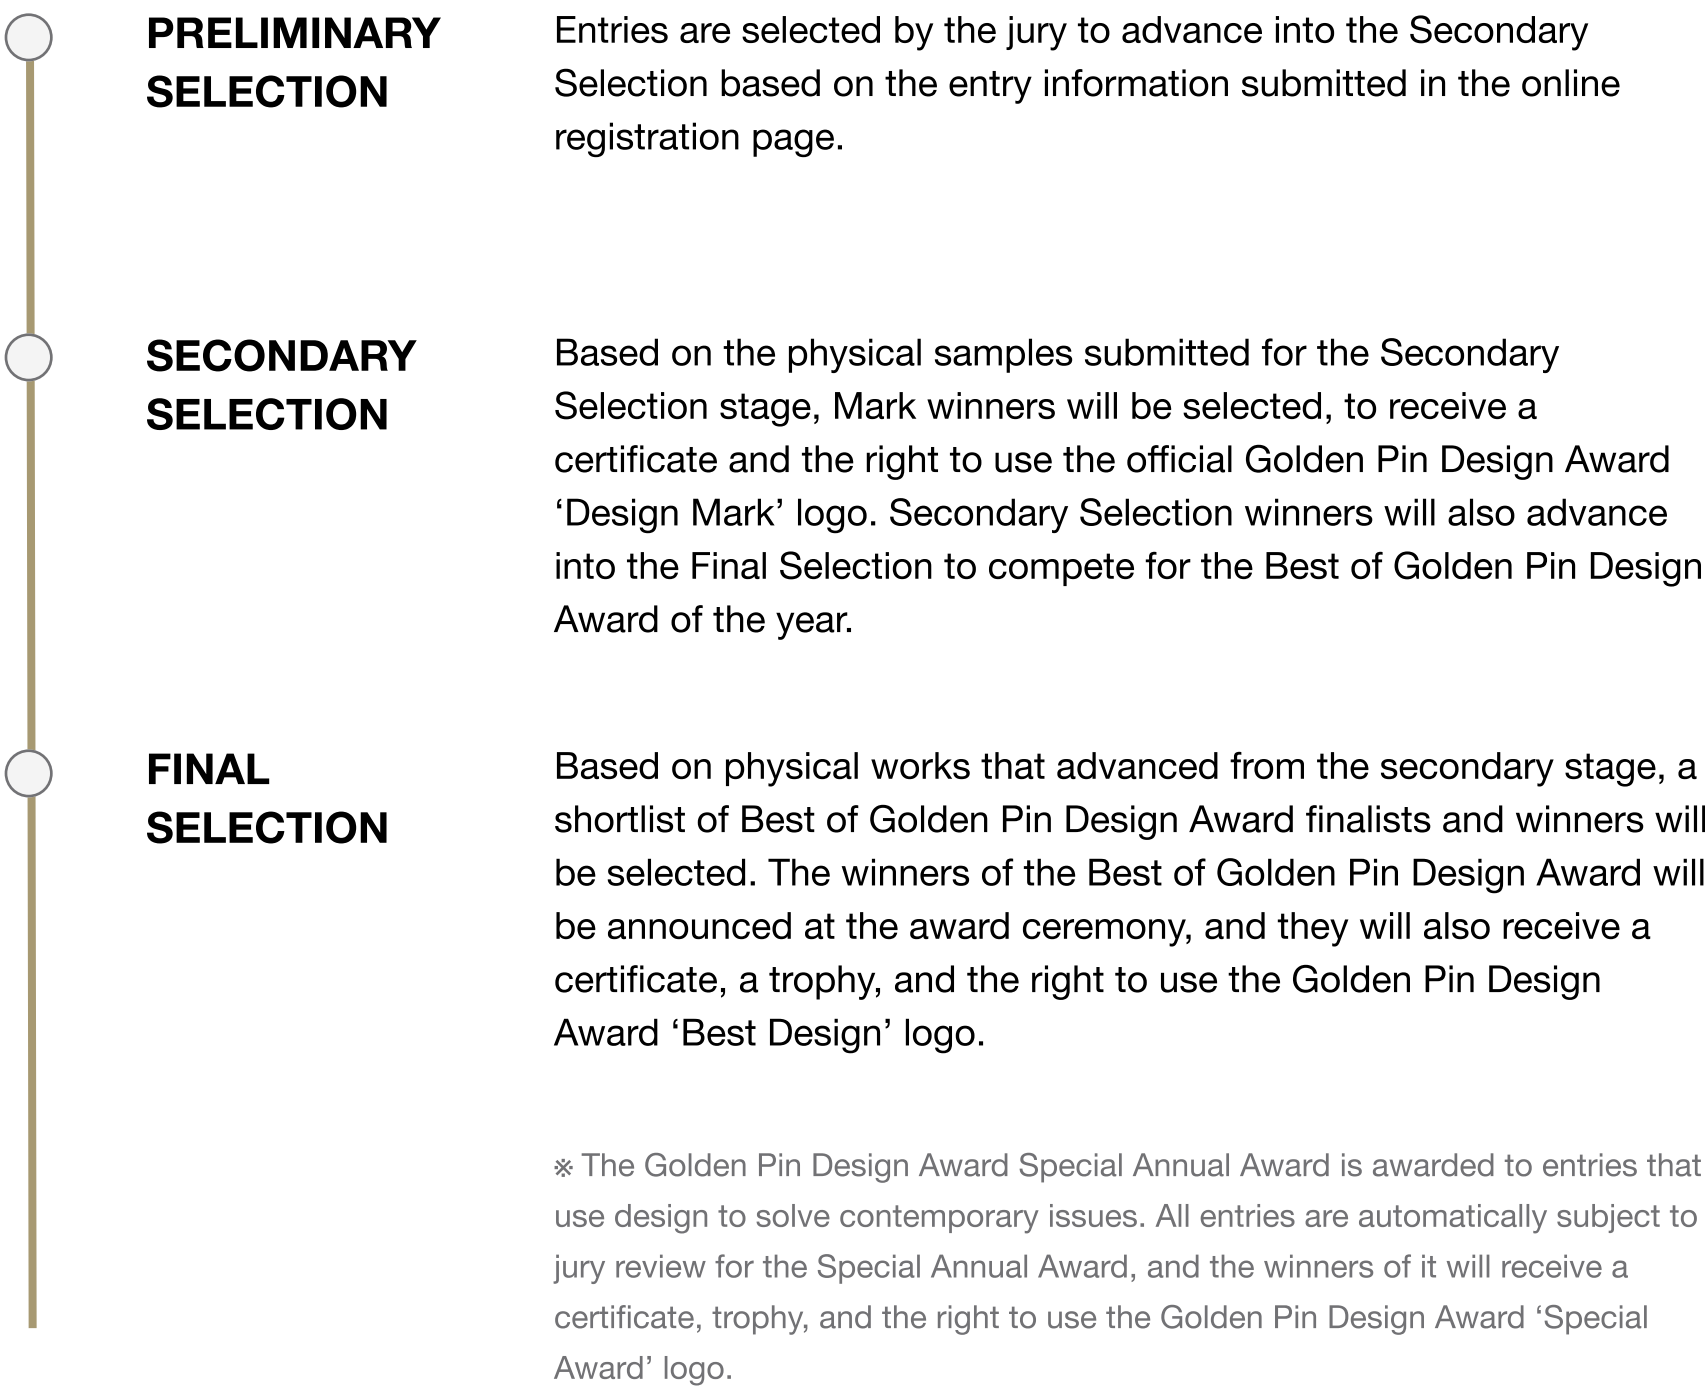 PRELIMINARY
SELECTION
Entries are selected by the jury to advance into the Secondary
Selection based on the entry information submitted in the online
registration page.
SECONDARY
SELECTION
Based on the physical samples submitted for the Secondary
Selection stage, Mark winners will be selected, to receive a
certificate and the right to use the official Golden Pin Design Award
‘Design Mark’ logo. Secondary Selection winners will also advance
into the Final Selection to compete for the Best of Golden Pin Design
Award of the year.
FINAL
SELECTION
Based on physical works that advanced from the secondary stage, a
shortlist of Best of Golden Pin Design Award finalists and winners will
be selected. The winners of the Best of Golden Pin Design Award will
be announced at the award ceremony, and they will also receive a
certificate, a trophy, and the right to use the Golden Pin Design
Award ‘Best Design’ logo.
※ The Golden Pin Design Award Special Annual Award is awarded to entries that
use design to solve contemporary issues. All entries are automatically subject to
jury review for the Special Annual Award, and the winners of it will receive a
certificate, trophy, and the right to use the Golden Pin Design Award ‘Special
Award’ logo.